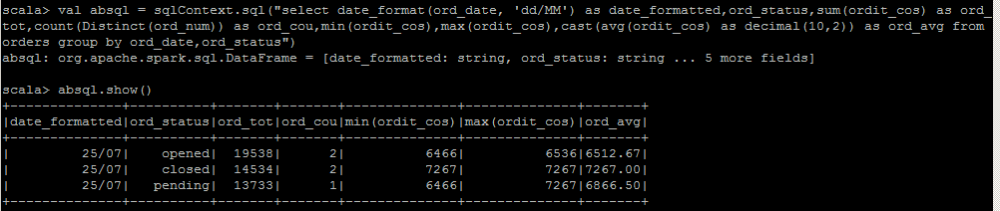 scala> val absql = sqlContext.sql("select date_format(ord_date, 'dd/MM') as date_formatted,ord_status,sum(ordit_cos) as ord_
tot,count(Distinct(ord_num)) as ord_cou,min(ordit_cos),max(ordit_cos),cast(avg(ordit_cos) as decimal(10,2)) as ord_avg from
orders group by ord_date,ord_status")
absql: org.apache.spark.sql.DataFrame = [date_formatted: string, ord_status: string ... 5 more fields]
scala> absql.show()
+--------------+----------+-------+-------+--------------+--------------+-------+
|date_formatted|ord_status|ord_tot|ord_cou|min(ordit_cos)|max(ordit_cos)|ord_avg|
+--------------+----------+-------+-------+--------------+--------------+-------+
|         25/07|    opened|  19538|      2|          6466|          6536|6512.67|
|         25/07|    closed|  14534|      2|          7267|          7267|7267.00|
|         25/07|   pending|  13733|      1|          6466|          7267|6866.50|
+--------------+----------+-------+-------+--------------+--------------+-------+